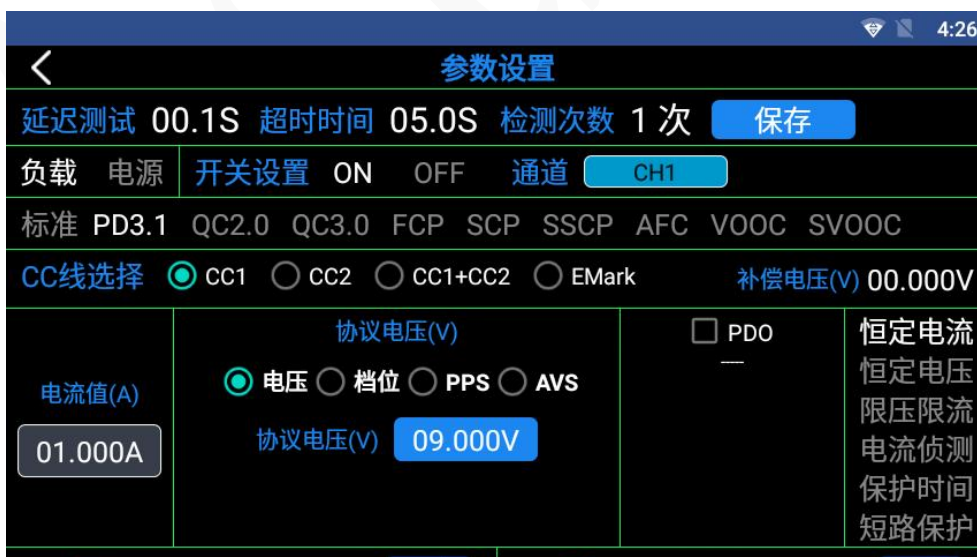 4:26
参数设置
延迟测试 00.1S 超时时间 05.0S 检测次数 1 次 保存
负载 电源 开关设置 ON OFF 通道 CH1
标准 PD3.1 QC2.0 QC3.0 FCP SCP SSCP AFC VOOC SVOOC
CC线选择 CC1 CC2 CC1+CC2 EMark 补偿电压(V) 00.000V
电流值(A)
01.000A
协议电压(V)
电压 档位 PPS AVS
协议电压(V) 09.000V
PDO
----
恒定电流
恒定电压
限压限流
电流侦测
保护时间
短路保护